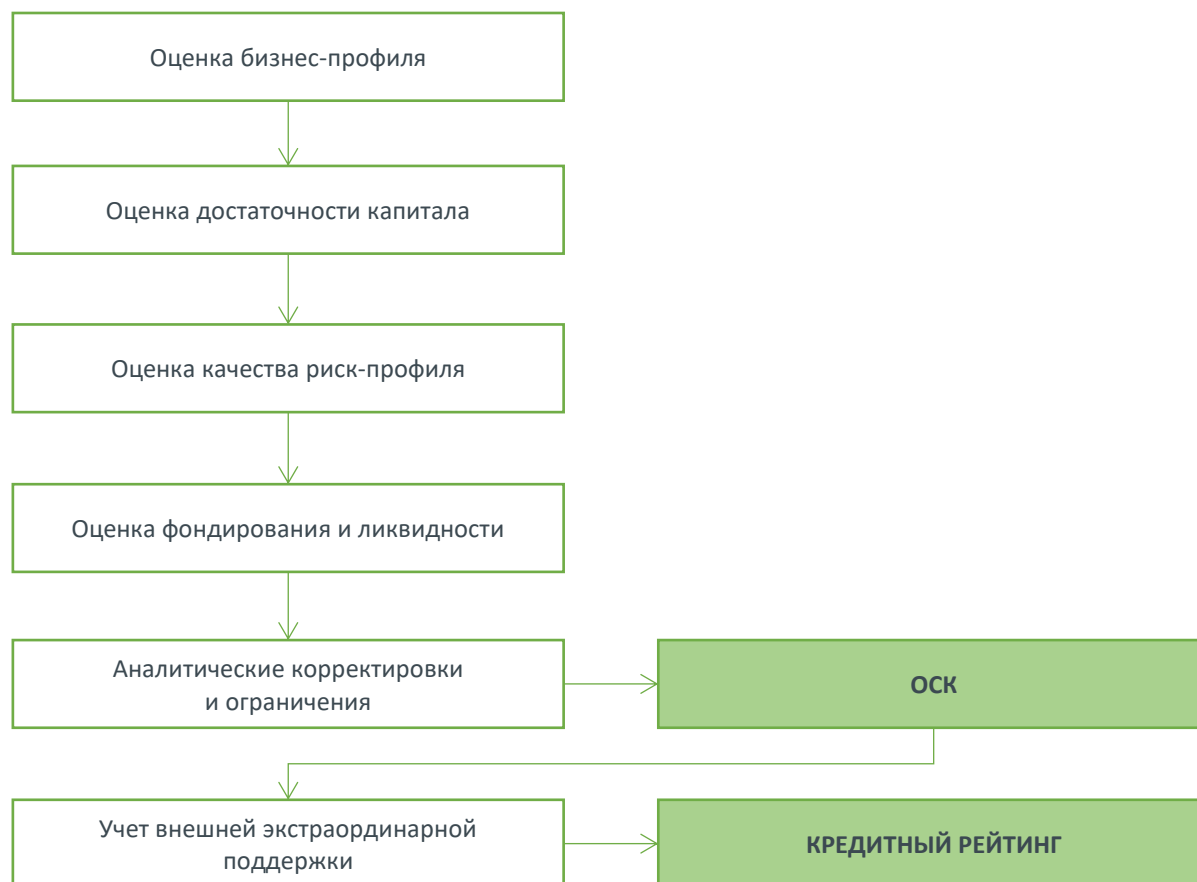 Оценка бизнес-профиля
Оценка достаточности капитала
Оценка качества риск-профиля
Оценка фондирования и ликвидности
Аналитические корректировки
и ограничения
ОСК
Учет внешней экстраординарной
поддержки
КРЕДИТНЫЙ РЕЙТИНГ